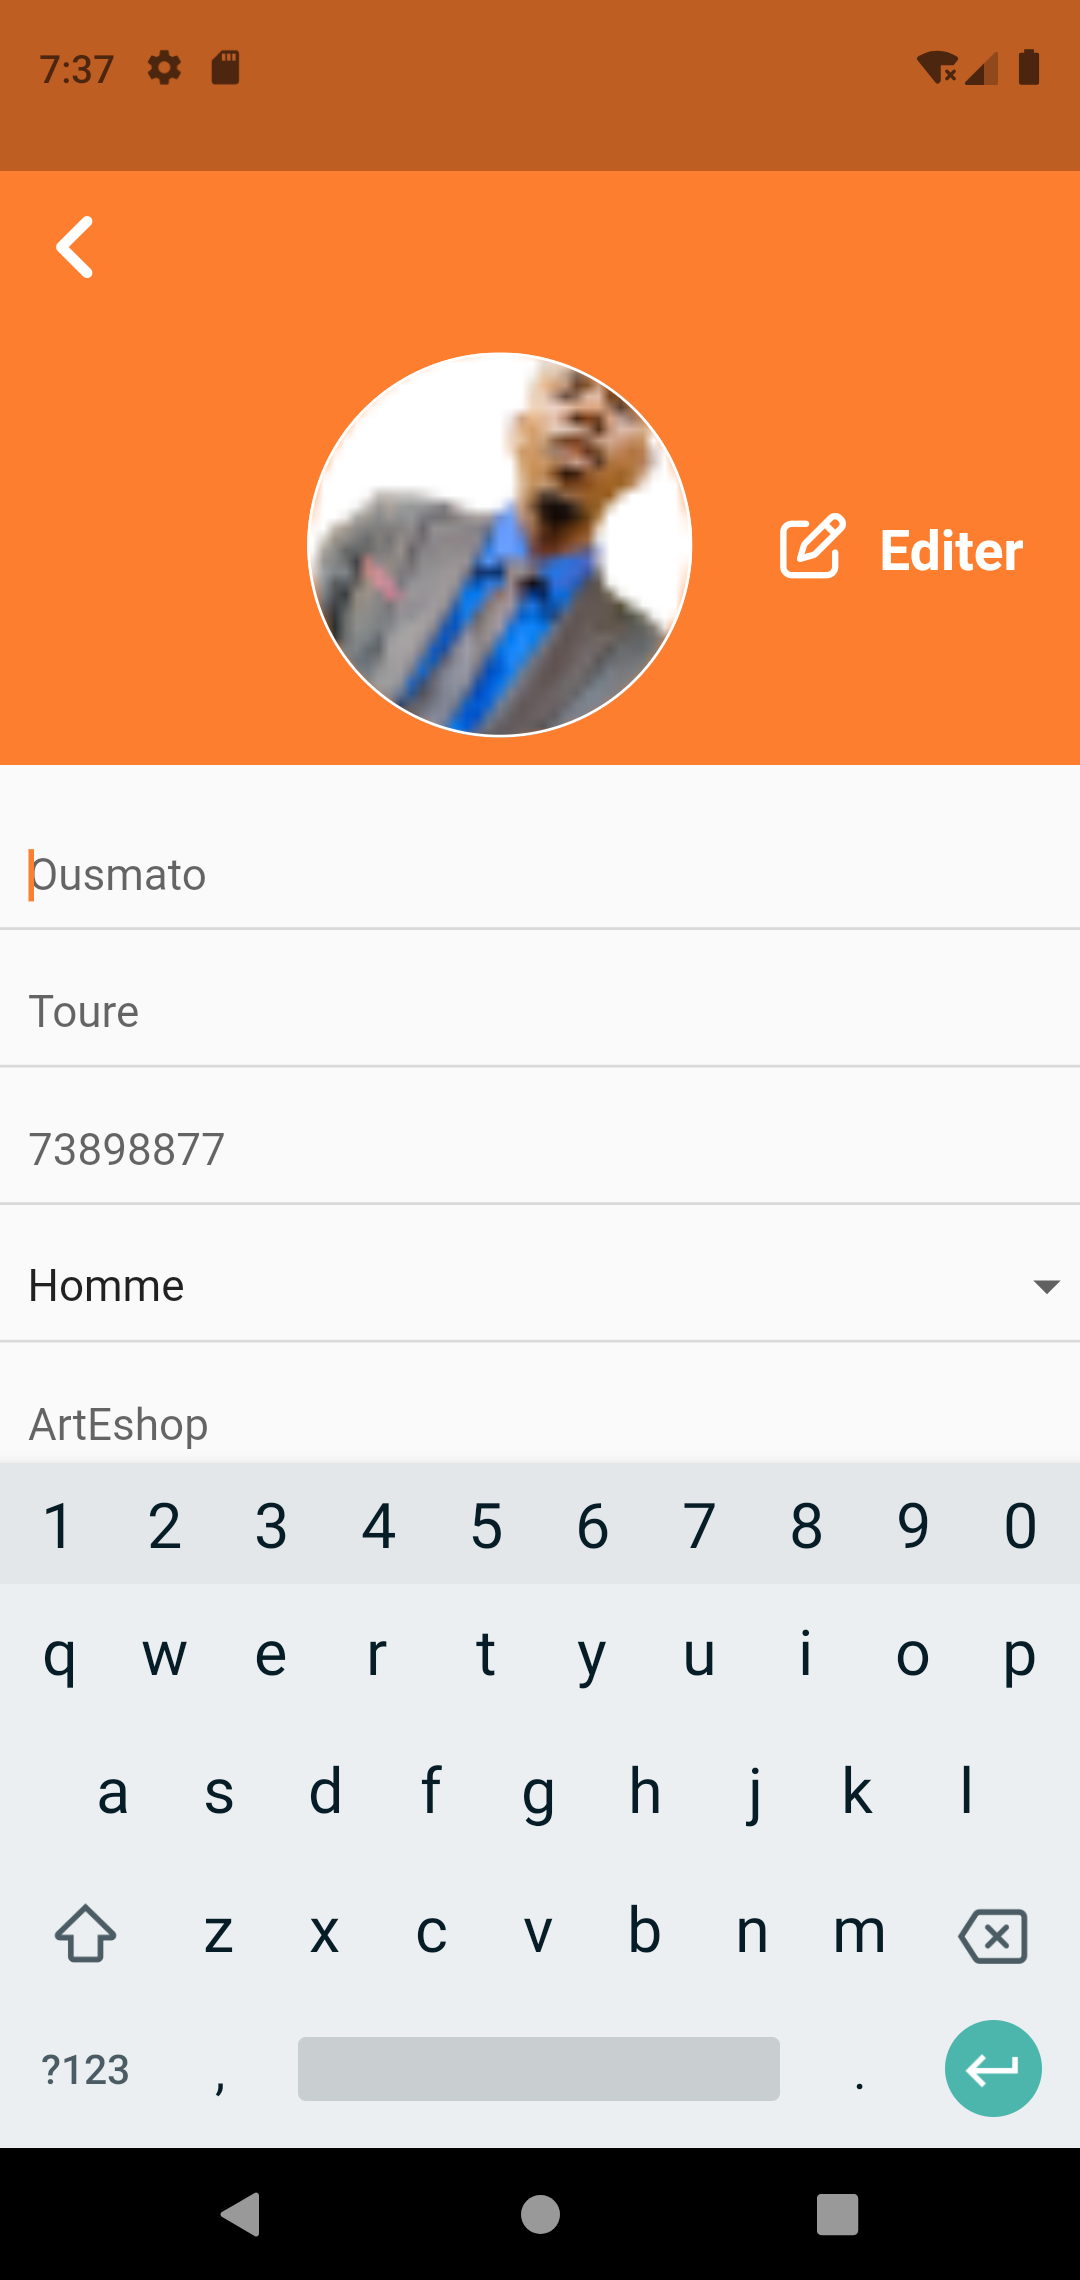 7:37
Editer
Ousmato
Toure
73898877
Homme
ArtEshop
1 2 3 4 5 6 7 8 9 0
q w e r t y u i o p
a s d f g h j k l
z x c v b n m
?123 , .